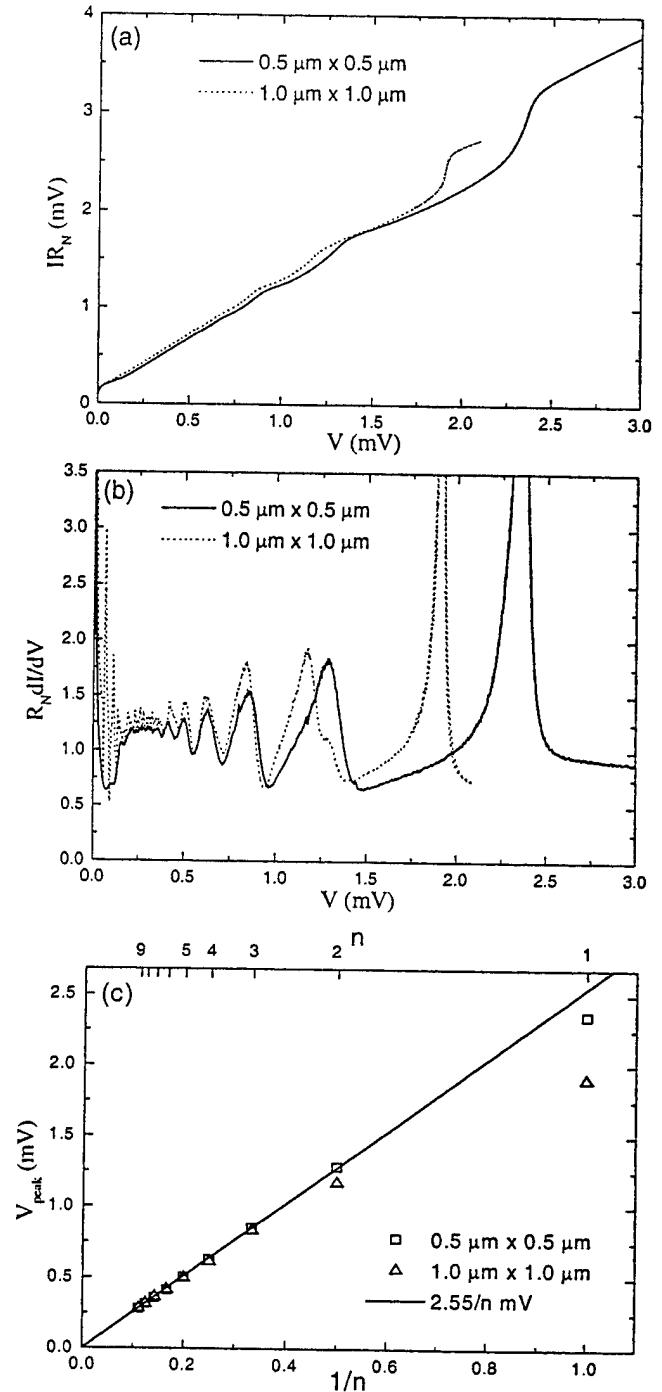 (a)
0.5 μm x 0.5 μm
1.0 μm x 1.0 μm
4
3
2
1
0
IR_N (mV)
0.0 0.5 1.0 1.5 2.0 2.5 3.0
V (mV)
(b)
0.5 μm x 0.5 μm
1.0 μm x 1.0 μm
3.5
3.0
2.5
2.0
1.5
1.0
0.5
0.0
R_N dI/dV
0.0 0.5 1.0 1.5 2.0 2.5 3.0
V (mV)
n
9 5 4 3 2 1
(c)
2.5
2.0
1.5
1.0
0.5
0.0
V_peak (mV)
0.5 μm x 0.5 μm
1.0 μm x 1.0 μm
2.55/n mV
0.0 0.2 0.4 0.6 0.8 1.0
1/n